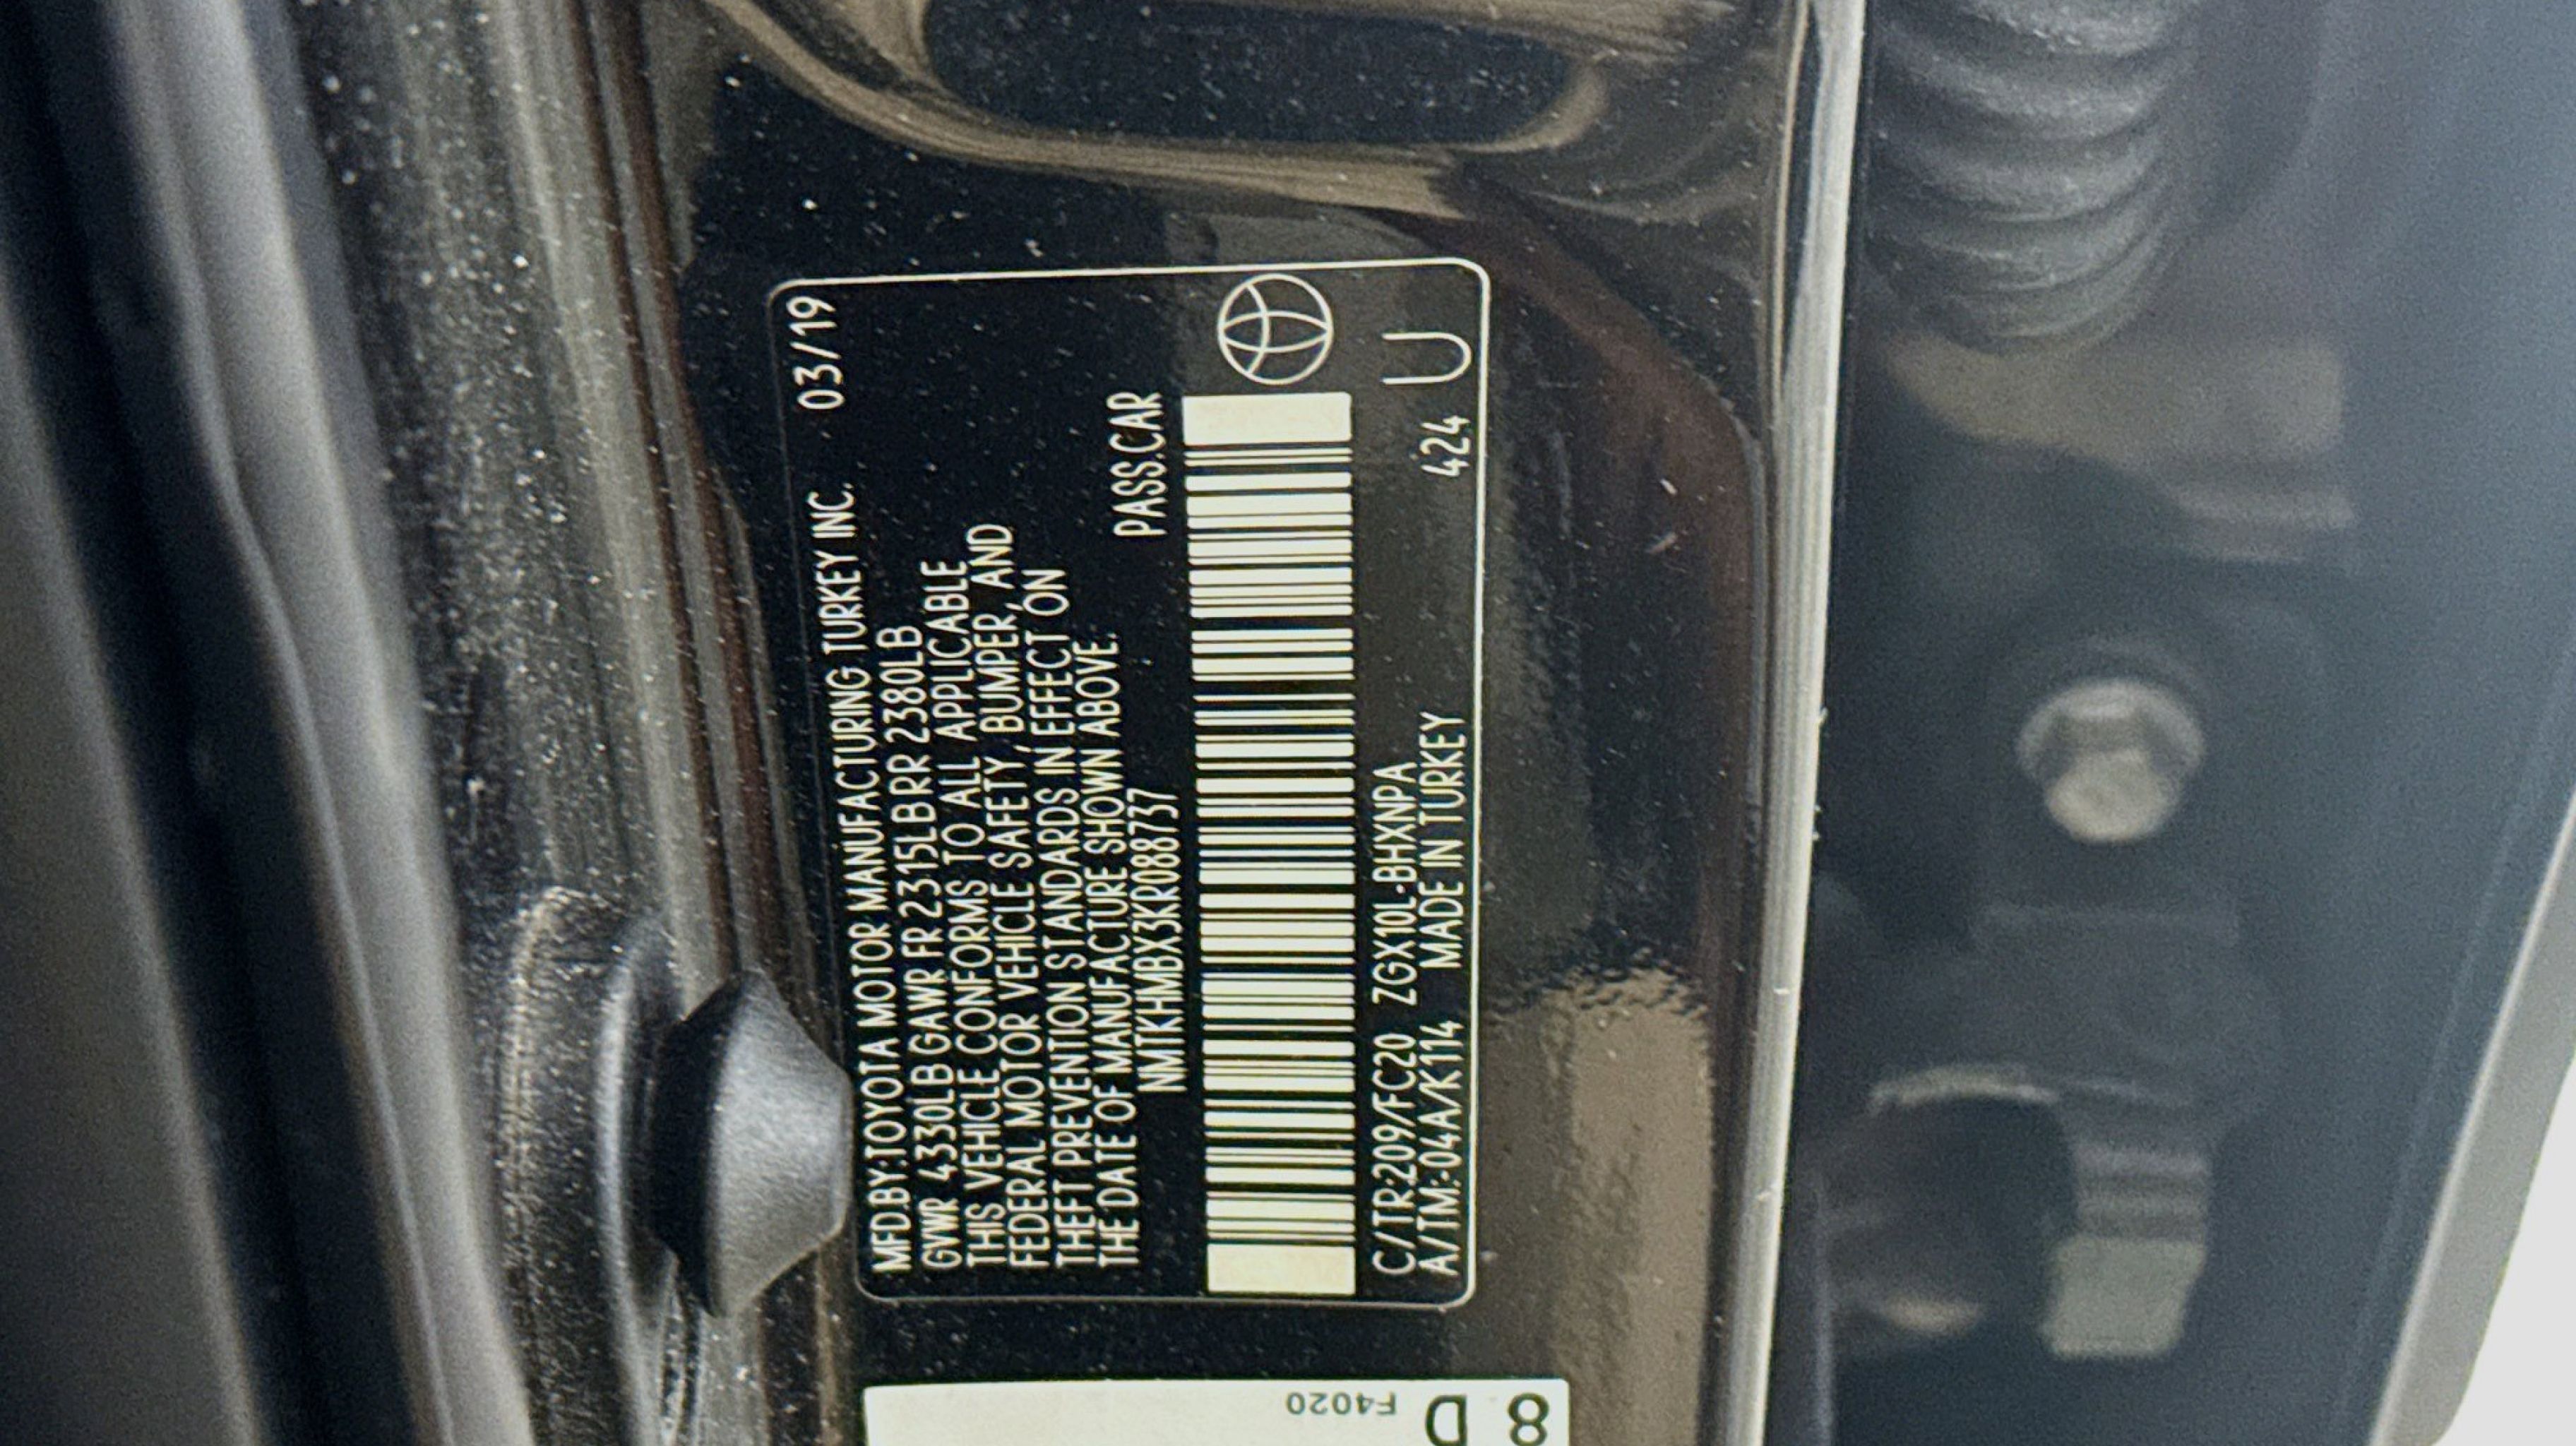 MFD.BY:TOYOTA MOTOR MANUFACTURING TURKEY INC. 03/19
GVWR 4330LB GAWR FR 2315LB RR 2380LB
THIS VEHICLE CONFORMS TO ALL APPLICABLE
FEDERAL MOTOR VEHICLE SAFETY, BUMPER, AND
THEFT PREVENTION STANDARDS IN EFFECT ON
THE DATE OF MANUFACTURE SHOWN ABOVE.
NMTKHMBX3KR088737 PASS.CAR
C/TR:209/FC20 ZGX10L-BHXNPA
A/TM:04A/K114 MADE IN TURKEY 424 U
F4020
8 D